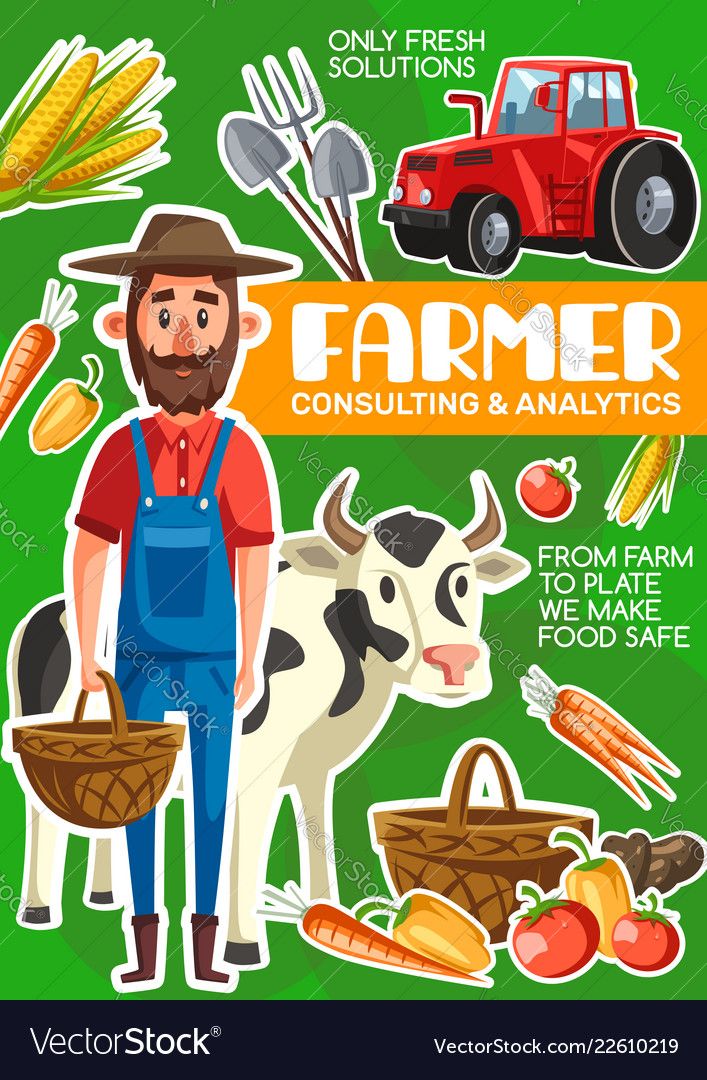 ONLY FRESH
SOLUTIONS
FARMER
CONSULTING & ANALYTICS
FROM FARM
TO PLATE
WE MAKE
FOOD SAFE
VectorStock®
VectorStock.com/22610219